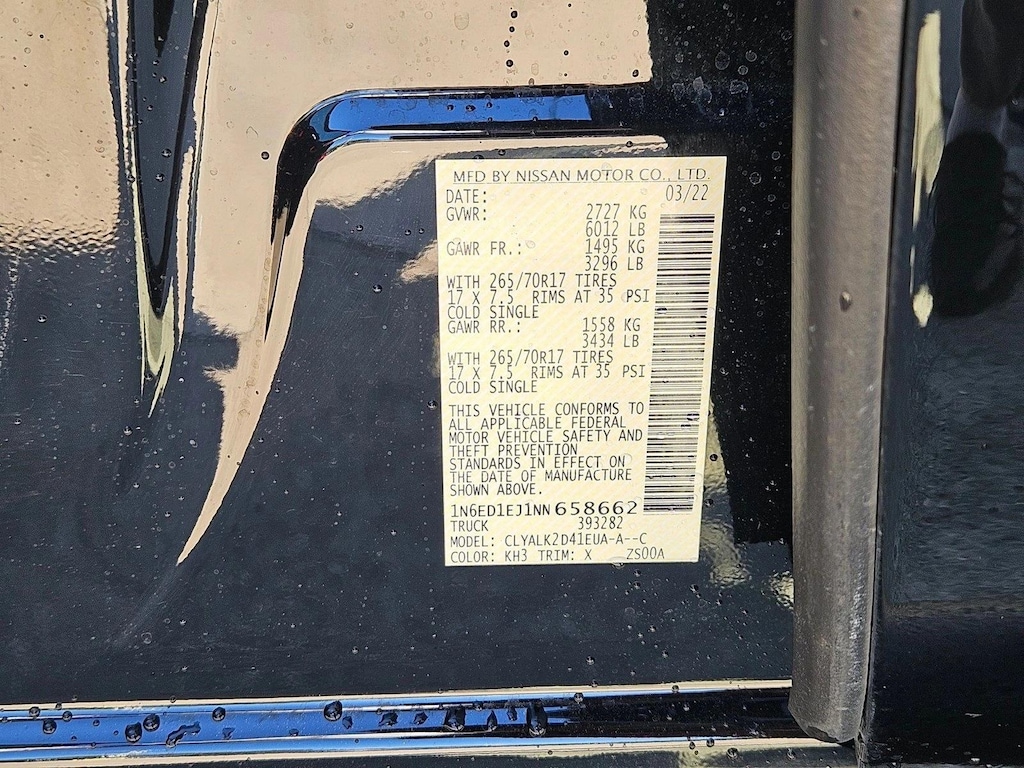 MFD BY NISSAN MOTOR CO., LTD.
DATE: 03/22
GVWR: 2727 KG
6012 LB
GAWR FR.: 1495 KG
3296 LB
WITH 265/70R17 TIRES
17 X 7.5 RIMS AT 35 PSI
COLD SINGLE
GAWR RR.: 1558 KG
3434 LB
WITH 265/70R17 TIRES
17 X 7.5 RIMS AT 35 PSI
COLD SINGLE
THIS VEHICLE CONFORMS TO
ALL APPLICABLE FEDERAL
MOTOR VEHICLE SAFETY AND
THEFT PREVENTION
STANDARDS IN EFFECT ON
THE DATE OF MANUFACTURE
SHOWN ABOVE.
1N6ED1EJ1NN658662
TRUCK 393282
MODEL: CLYALK2D41EUA-A--C
COLOR: KH3 TRIM: X ZS00A